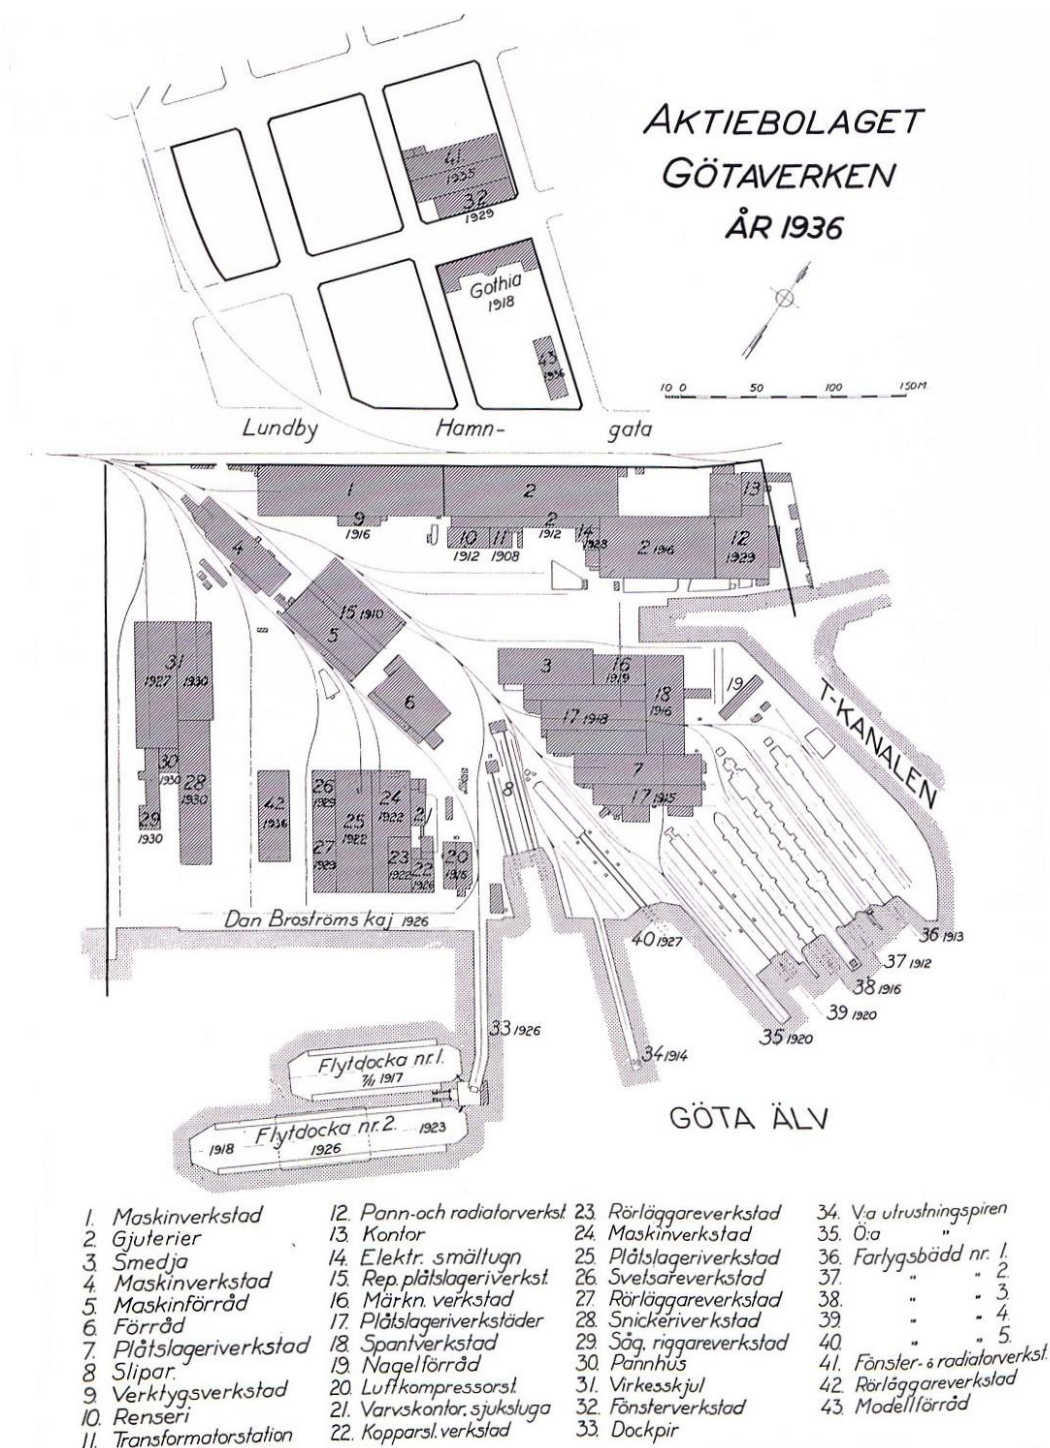 AKTIEBOLAGET
GÖTAVERKEN
ÅR 1936
41.
1935
32
1929
Gothia
1918
43
1936
10 0 50 100 150 M
Lundby Hamn- gata
1
2
13
9
1916
2
1912
10
1912
11
1908
14
1928
2 1916
12
1929
4
15 1910
5
6
3
16
1919
18
1916
19
17 1918
7
17 1915
T-KANALEN
31
1927
1930
30
1930
28
1930
29
1930
42
1936
26
1929
27
1929
25
1922
24
1922
23
1922
22
1926
21
20
1915
8
Dan Broströms kaj 1926
40 1927
36 1913
37 1912
38 1916
39 1920
35 1920
34 1914
33 1926
Flytdocka nr. 1.
7/11 1917
Flytdocka nr. 2.
1918
1926
1923
GÖTA ÄLV
1. Maskinverkstad
2. Gjuterier
3. Smedja
4. Maskinverkstad
5. Maskinförråd
6. Förråd
7. Plåtslageriverkstad
8 Slipar.
9. Verktygsverkstad
10. Renseri
11. Transformatorstation
12. Pann-och radiatorverkst.
13. Kontor
14. Elektr. smältugn
15. Rep. plåtslageriverkst.
16. Märkn. verkstad
17. Plåtslageriverkstäder
18. Spantverkstad
19. Nagelförråd
20. Luftkompressorst.
21. Varvskontor, sjukstuga
22. Kopparsl. verkstad
23. Rörläggareverkstad
24. Maskinverkstad
25. Plåtslageriverkstad
26. Svetsareverkstad
27. Rörläggareverkstad
28. Snickeriverkstad
29. Såg, riggareverkstad
30. Pannhus
31. Virkesskjul
32. Fönsterverkstad
33. Dockpir
34. V:a utrustningspiren
35. Ö:a "
36. Fartygsbädd nr. 1.
37. " " 2.
38. " " 3.
39. " " 4.
40. " " 5.
41. Fönster- o radiatorverkst.
42. Rörläggareverkstad
43. Modellförråd